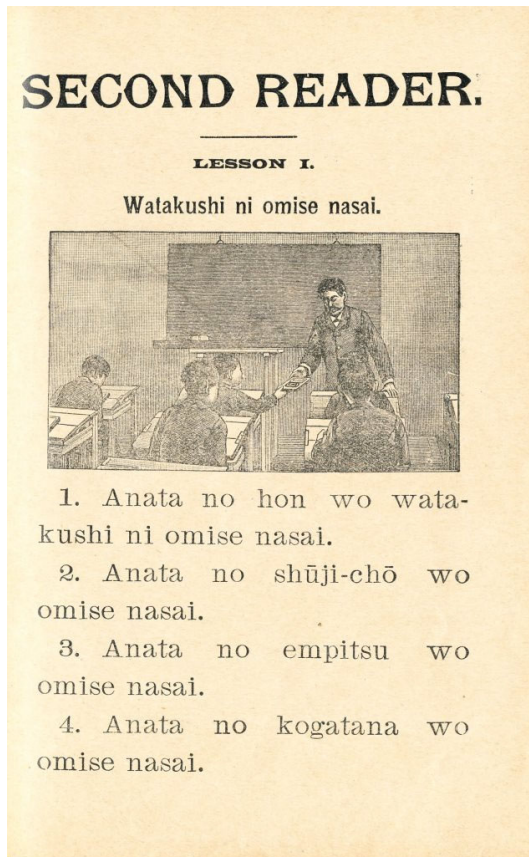 SECOND READER.
LESSON I.
Watakushi ni omise nasai.
1. Anata no hon wo wata-
kushi ni omise nasai.
2. Anata no shūji-chō wo
omise nasai.
3. Anata no empitsu wo
omise nasai.
4. Anata no kogatana wo
omise nasai.